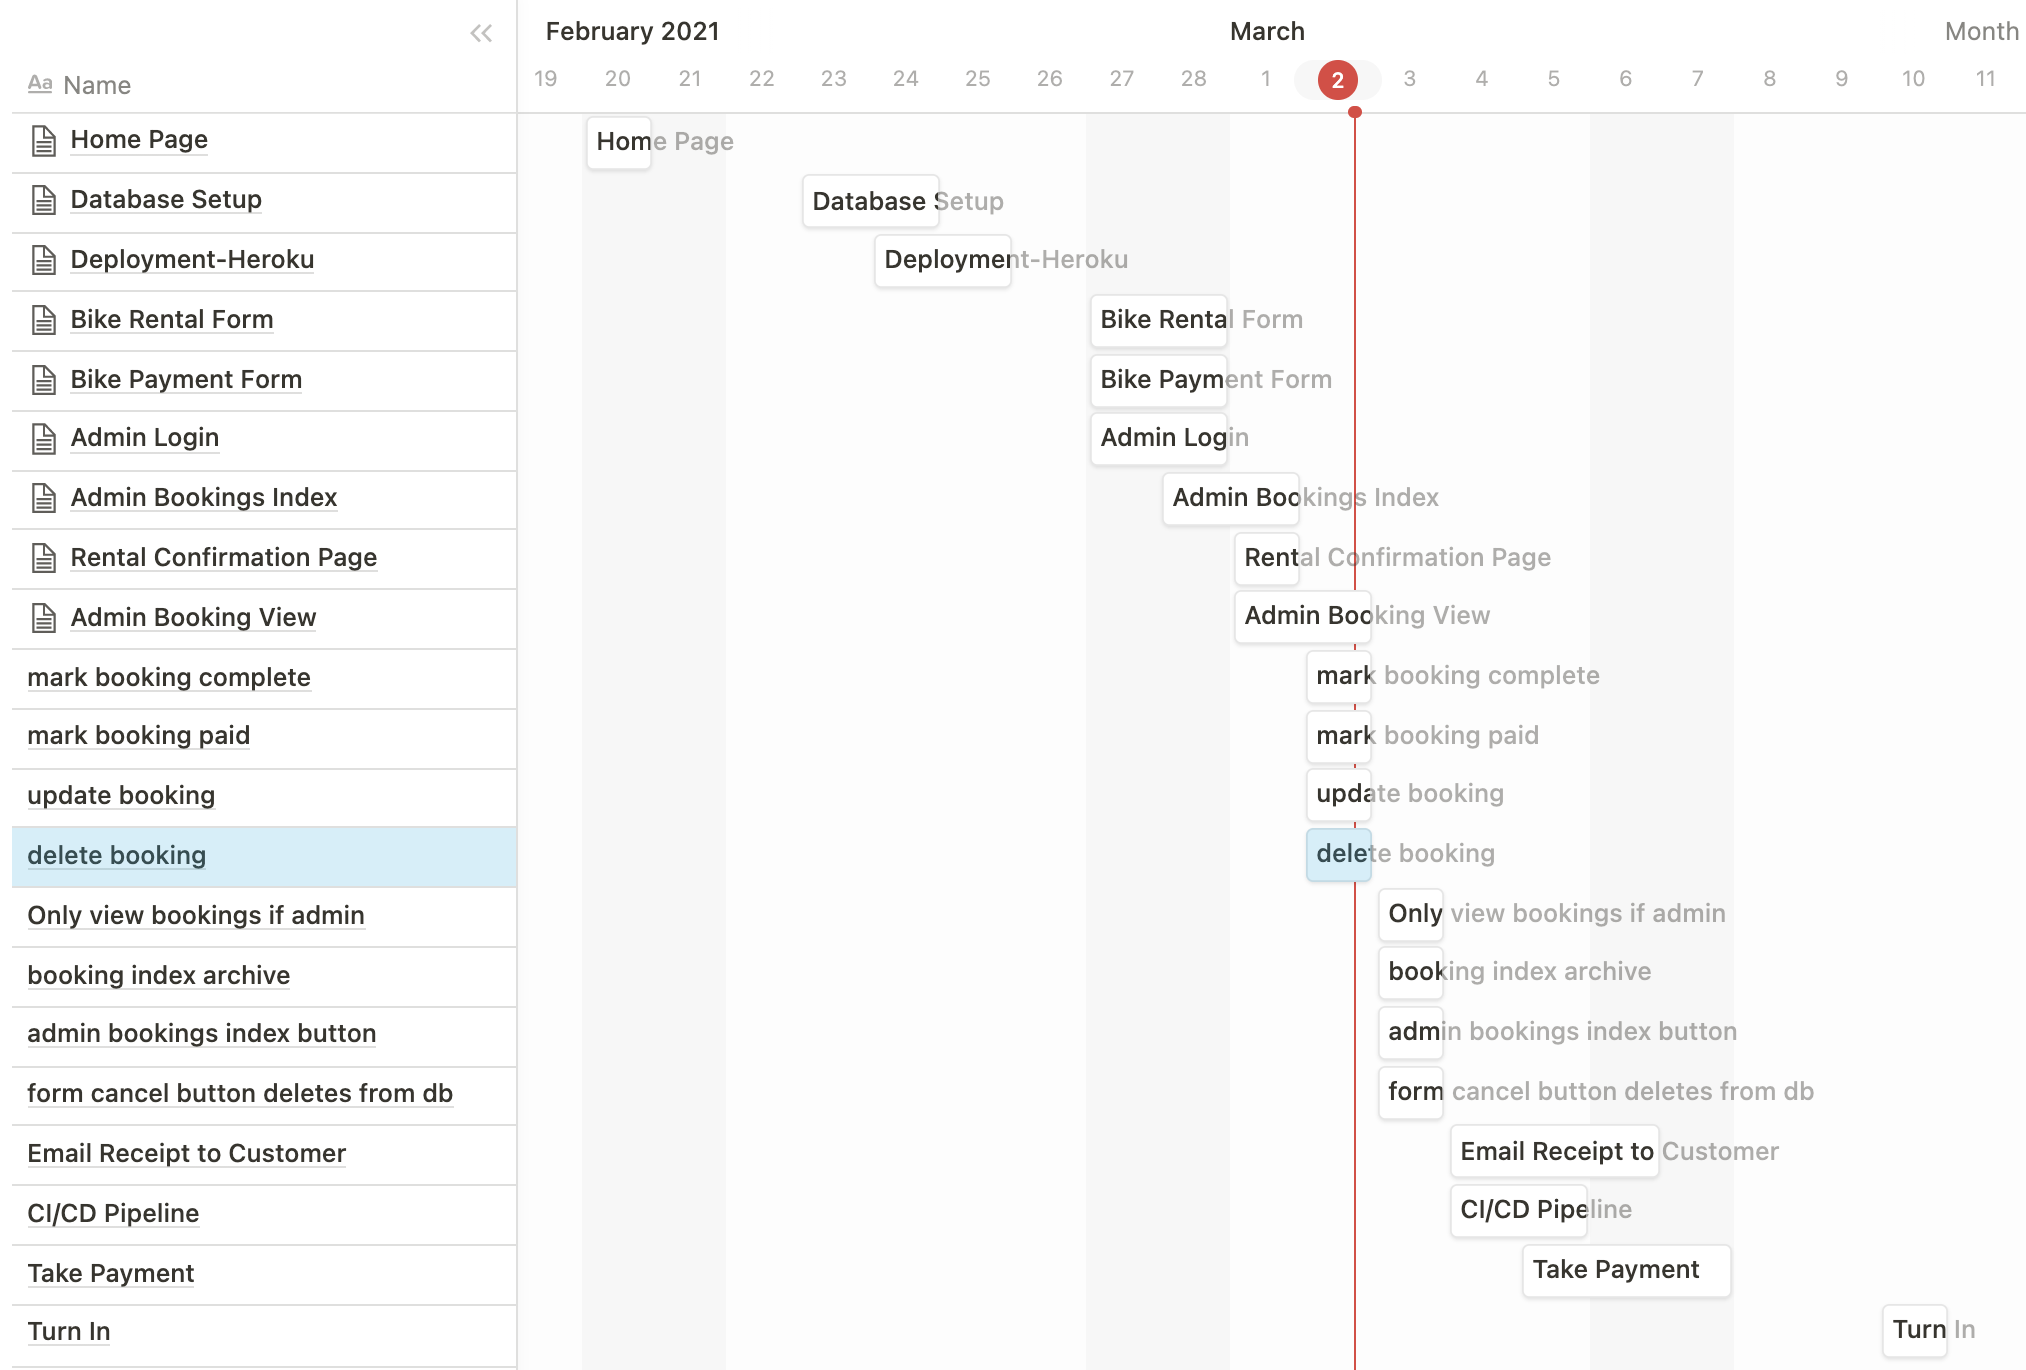 February 2021 March Month
Aa Name 19 20 21 22 23 24 25 26 27 28 1 2 3 4 5 6 7 8 9 10 11
Home Page Home Page
Database Setup Database Setup
Deployment-Heroku Deployment-Heroku
Bike Rental Form Bike Rental Form
Bike Payment Form Bike Payment Form
Admin Login Admin Login
Admin Bookings Index Admin Bookings Index
Rental Confirmation Page Rental Confirmation Page
Admin Booking View Admin Booking View
mark booking complete mark booking complete
mark booking paid mark booking paid
update booking update booking
delete booking delete booking
Only view bookings if admin Only view bookings if admin
booking index archive booking index archive
admin bookings index button admin bookings index button
form cancel button deletes from db form cancel button deletes from db
Email Receipt to Customer Email Receipt to Customer
CI/CD Pipeline CI/CD Pipeline
Take Payment Take Payment
Turn In Turn In